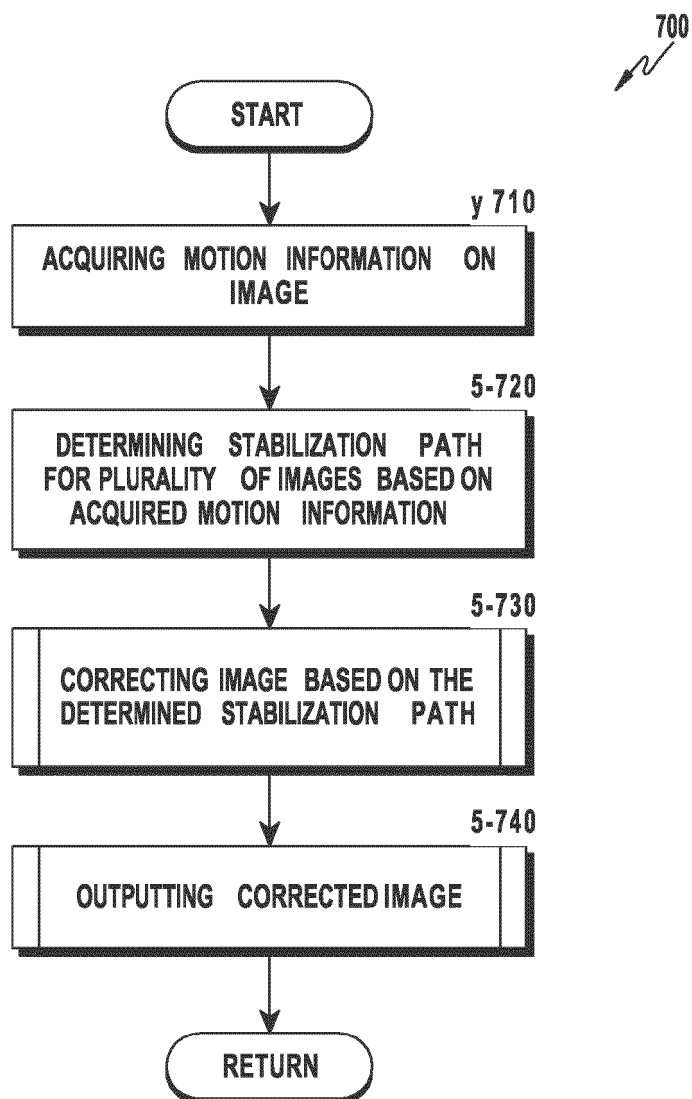 700
START
y 710
ACQUIRING MOTION INFORMATION ON
IMAGE
5-720
DETERMINING STABILIZATION PATH
FOR PLURALITY OF IMAGES BASED ON
ACQUIRED MOTION INFORMATION
5-730
CORRECTING IMAGE BASED ON THE
DETERMINED STABILIZATION PATH
5-740
OUTPUTTING CORRECTED IMAGE
RETURN